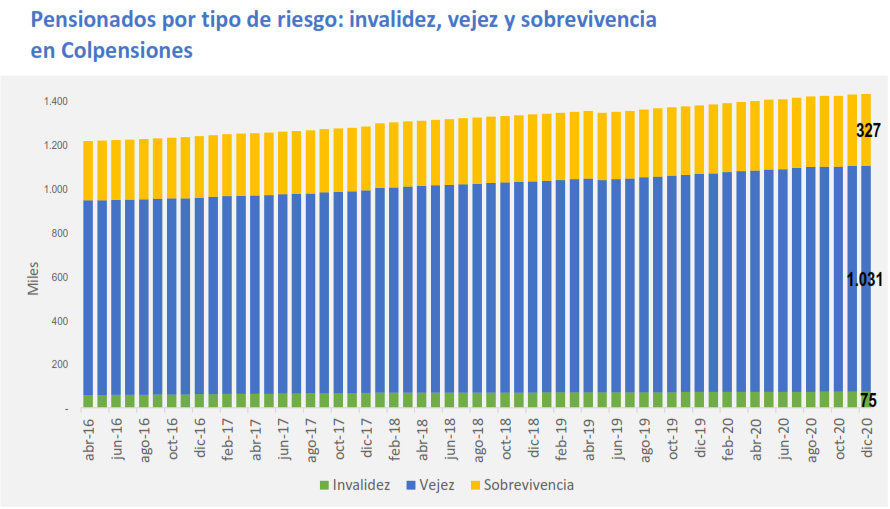 Pensionados por tipo de riesgo: invalidez, vejez y sobrevivencia
en Colpensiones
1.400
1.200
1.000
800
600
400
200
-
Miles
327
1.031
75
abr-16
jun-16
ago-16
oct-16
dic-16
feb-17
abr-17
jun-17
ago-17
oct-17
dic-17
feb-18
abr-18
jun-18
ago-18
oct-18
dic-18
feb-19
abr-19
jun-19
ago-19
oct-19
dic-19
feb-20
abr-20
jun-20
ago-20
oct-20
dic-20
Invalidez Vejez Sobrevivencia